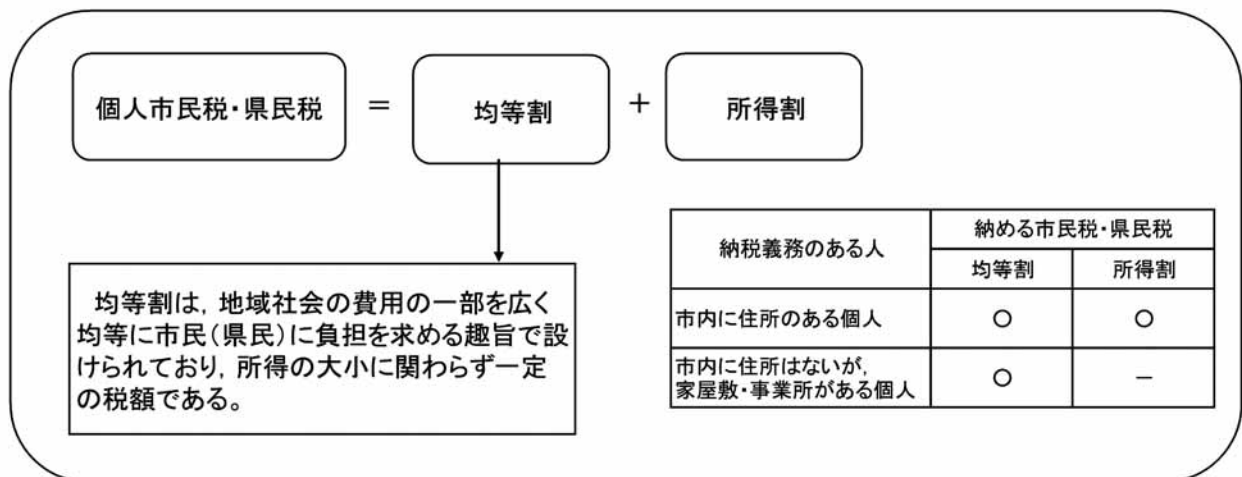 個人市民税・県民税 = 均等割 + 所得割
均等割は，地域社会の費用の一部を広く
均等に市民（県民）に負担を求める趣旨で設
けられており，所得の大小に関わらず一定
の税額である。
納税義務のある人
納める市民税・県民税
均等割 所得割
市内に住所のある個人 ○ ○
市内に住所はないが，
家屋敷・事業所がある個人 ○ －